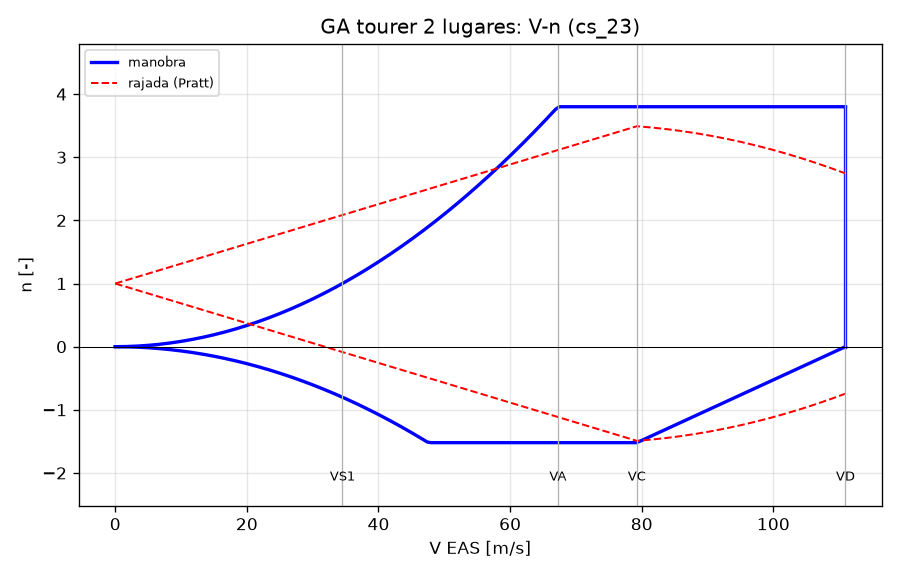 GA tourer 2 lugares: V-n (cs_23)
manobra
rajada (Pratt)
n [-]
4
3
2
1
0
−1
−2
VS1
VA
VC
VD
0
20
40
60
80
100
V EAS [m/s]